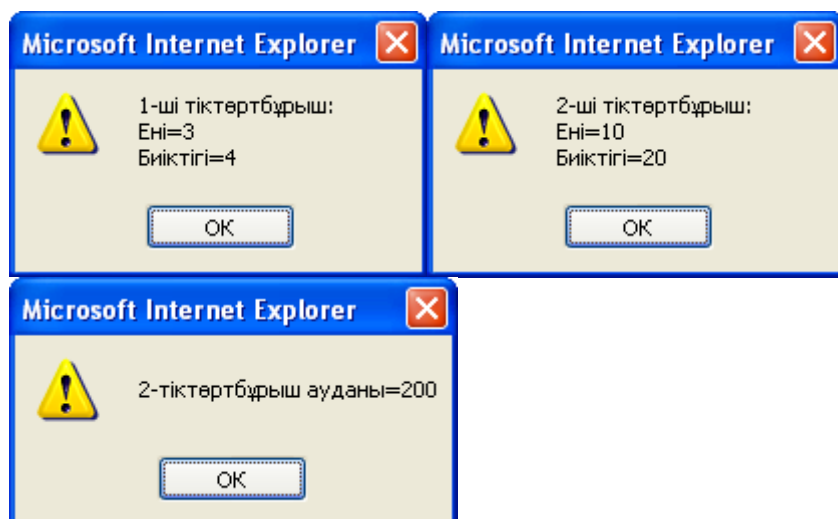 Microsoft Internet Explorer
1-ші тіктөртбұрыш:
Ені=3
Биіктігі=4
OK
Microsoft Internet Explorer
2-ші тіктөртбұрыш:
Ені=10
Биіктігі=20
OK
Microsoft Internet Explorer
2-тіктөртбұрыш ауданы=200
OK